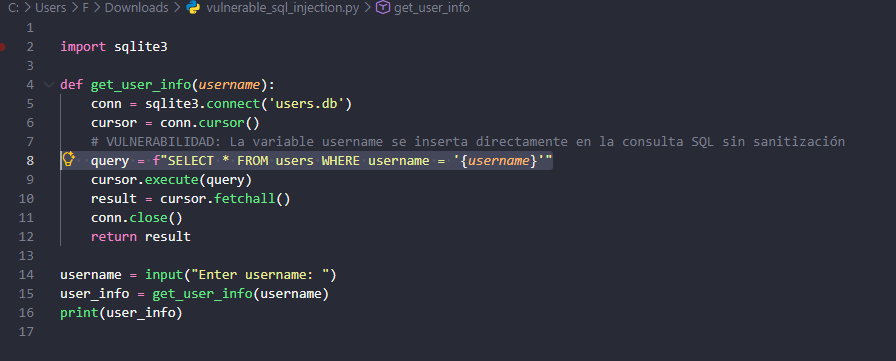 C: > Users > F > Downloads > vulnerable_sql_injection.py > get_user_info
1
2 import sqlite3
3
4 def get_user_info(username):
5 conn = sqlite3.connect('users.db')
6 cursor = conn.cursor()
7 # VULNERABILIDAD: La variable username se inserta directamente en la consulta SQL sin sanitización
8 query = f"SELECT * FROM users WHERE username = '{username}'"
9 cursor.execute(query)
10 result = cursor.fetchall()
11 conn.close()
12 return result
13
14 username = input("Enter username: ")
15 user_info = get_user_info(username)
16 print(user_info)
17